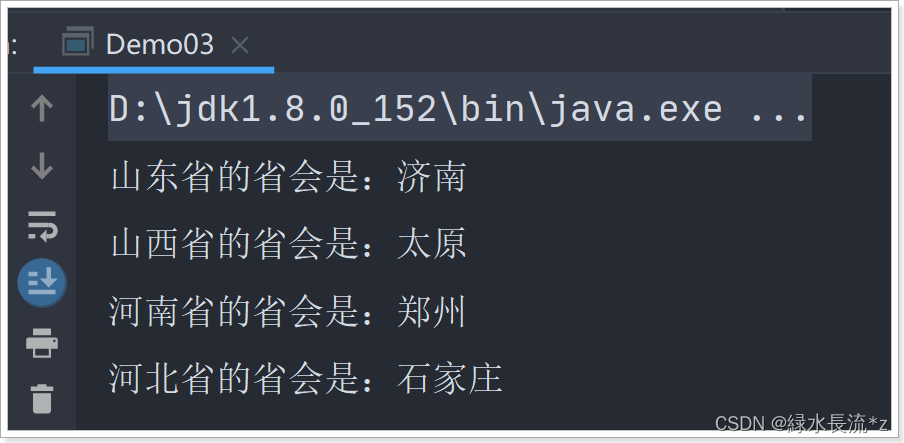 Demo03
D:\jdk1.8.0_152\bin\java.exe ...
山东省的省会是：济南
山西省的省会是：太原
河南省的省会是：郑州
河北省的省会是：石家庄
CSDN @緑水長流*z